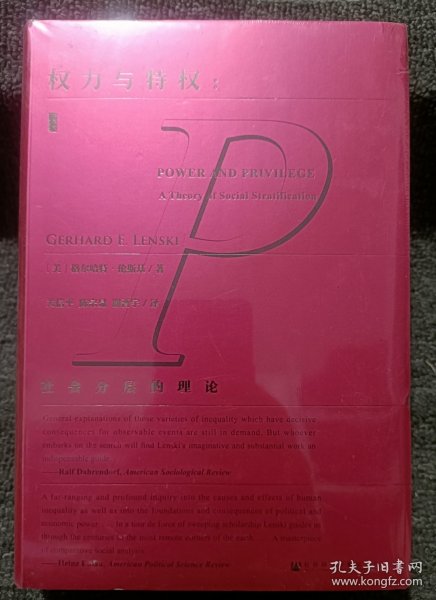 权力与特权：
P
POWER AND PRIVILEGE
A Theory of Social Stratification
GERHARD E. LENSKI
［美］格尔哈特·伦斯基 / 著
社会分层的理论
General explanations of those varieties of inequality which have decisive
consequences for observable events are still in demand. But whoever
embarks on the search will find Lenski's imaginative and substantial work an
indispensable guide.
——Ralf Dahrendorf, American Sociological Review
A far-ranging and profound inquiry into the causes and effects of human
inequality as well as into the foundations and consequences of political and
economic power . . . In a tour de force of sweeping scholarship Lenski guides us
through the centuries to the most remote corners of the earth. . . . A masterpiece
of comparative social analysis.
——Heinz Eulau, American Political Science Review
孔夫子旧书网
www.kongfz.com